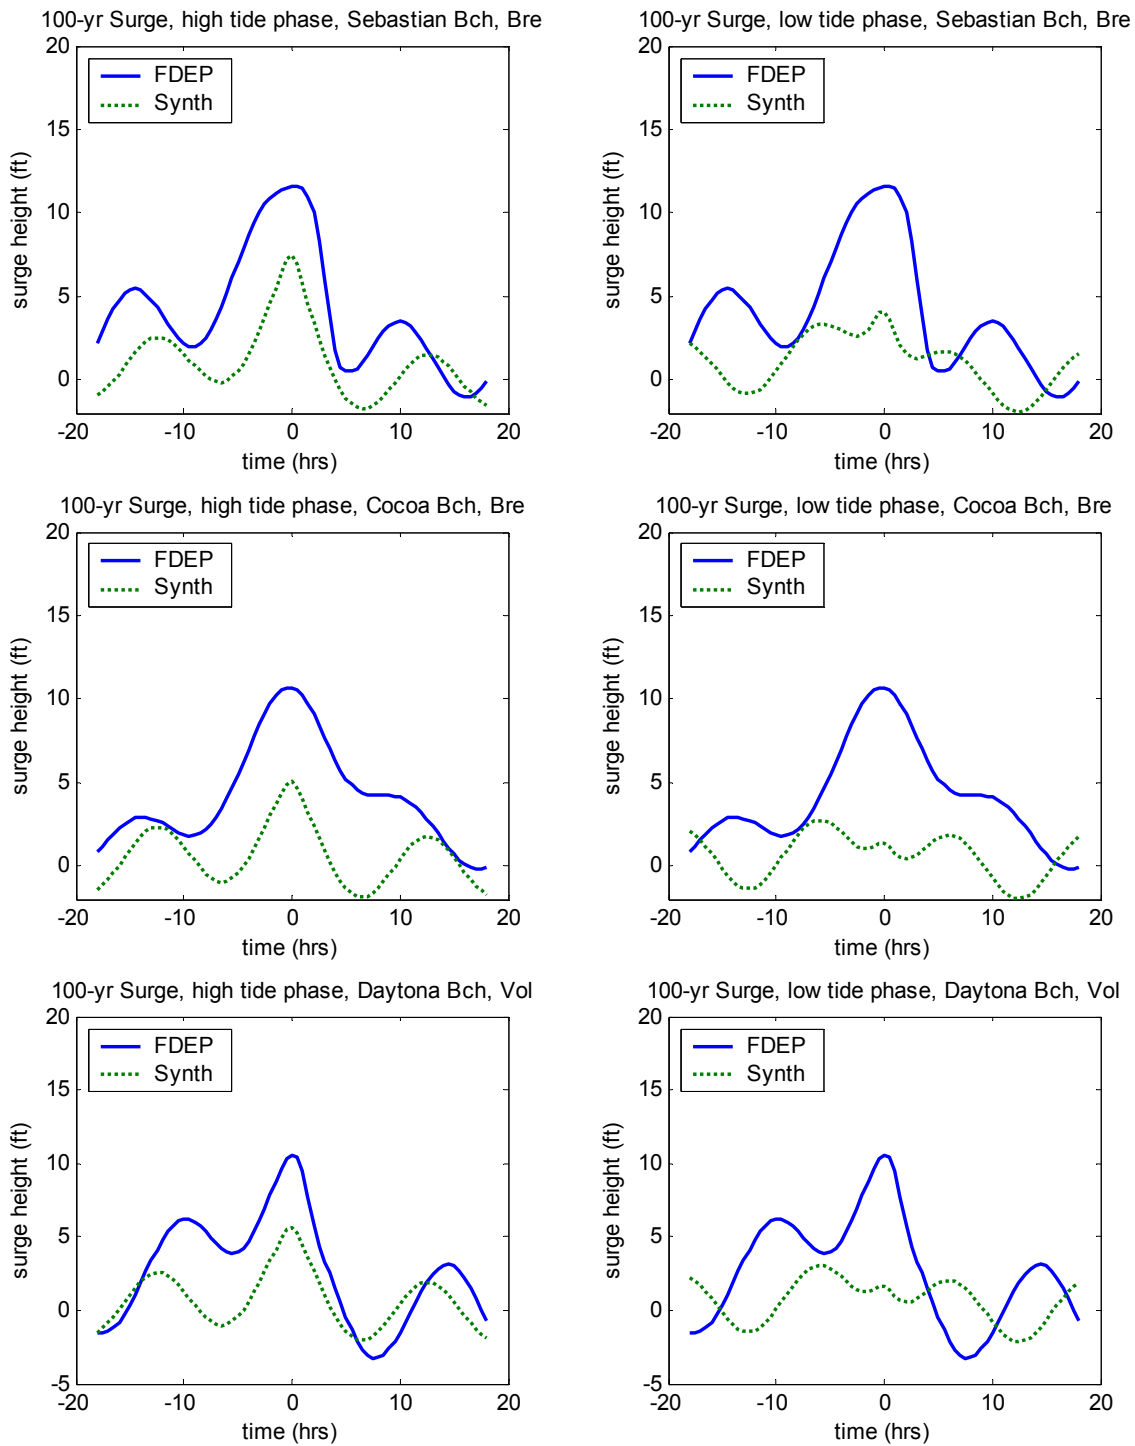 100-yr Surge, high tide phase, Sebastian Bch, Bre
20
15
10
5
0
-20
-10
0
10
20
surge height (ft)
time (hrs)
FDEP
Synth
100-yr Surge, low tide phase, Sebastian Bch, Bre
20
15
10
5
0
-20
-10
0
10
20
surge height (ft)
time (hrs)
FDEP
Synth
100-yr Surge, high tide phase, Cocoa Bch, Bre
20
15
10
5
0
-20
-10
0
10
20
surge height (ft)
time (hrs)
FDEP
Synth
100-yr Surge, low tide phase, Cocoa Bch, Bre
20
15
10
5
0
-20
-10
0
10
20
surge height (ft)
time (hrs)
FDEP
Synth
100-yr Surge, high tide phase, Daytona Bch, Vol
20
15
10
5
0
-5
-20
-10
0
10
20
surge height (ft)
time (hrs)
FDEP
Synth
100-yr Surge, low tide phase, Daytona Bch, Vol
20
15
10
5
0
-5
-20
-10
0
10
20
surge height (ft)
time (hrs)
FDEP
Synth